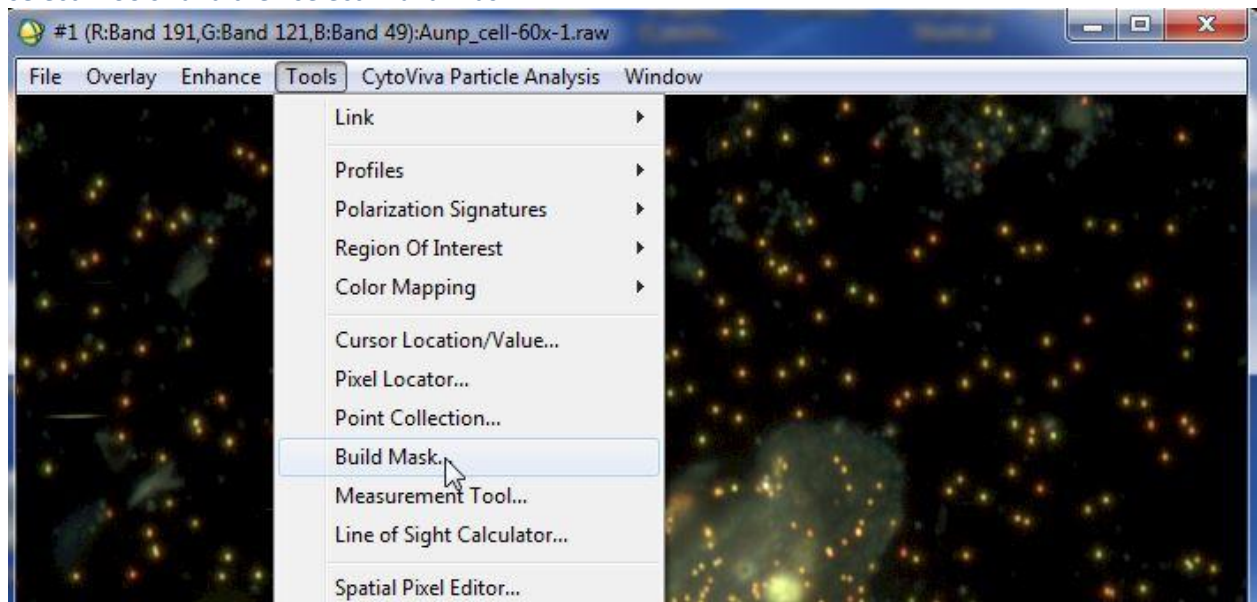 #1 (R:Band 191,G:Band 121,B:Band 49):Aunp_cell-60x-1.raw
File Overlay Enhance Tools CytoViva Particle Analysis Window
Link
Profiles
Polarization Signatures
Region Of Interest
Color Mapping
Cursor Location/Value...
Pixel Locator...
Point Collection...
Build Mask...
Measurement Tool...
Line of Sight Calculator...
Spatial Pixel Editor...